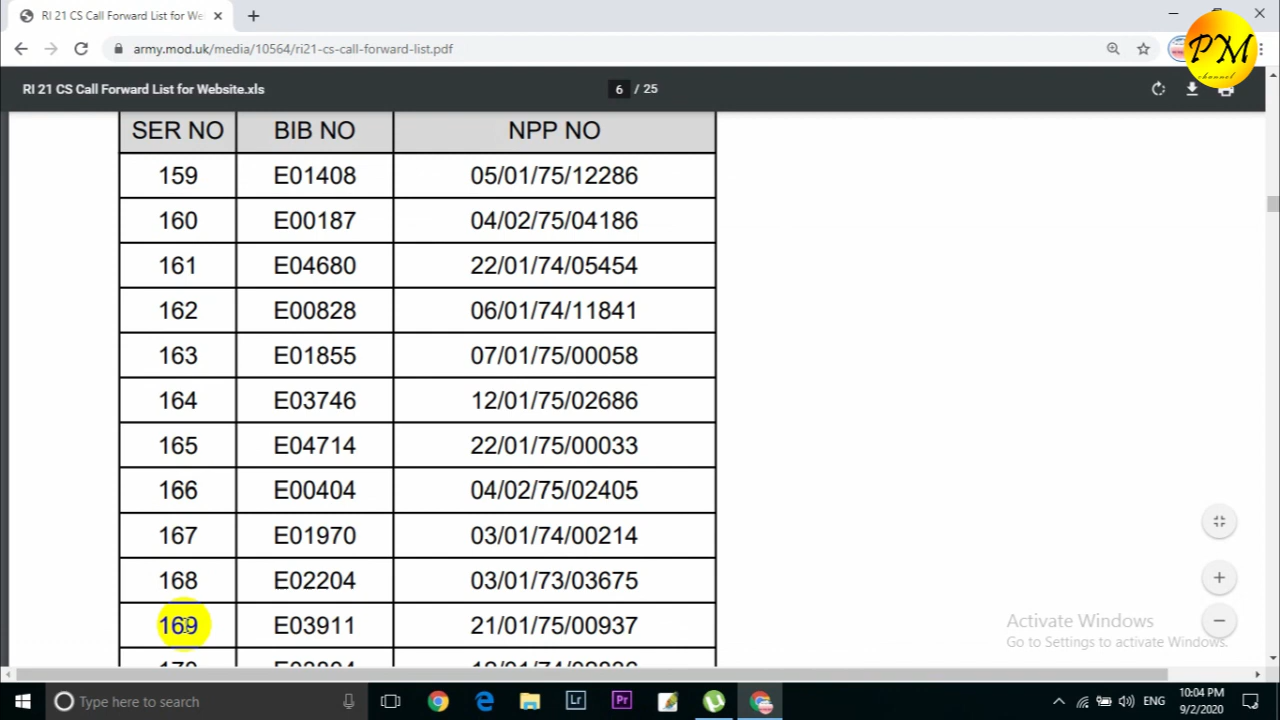 RI 21 CS Call Forward List for We
army.mod.uk/media/10564/ri21-cs-call-forward-list.pdf
PM
channel
RI 21 CS Call Forward List for Website.xls
6 / 25
SER NO BIB NO NPP NO
159 E01408 05/01/75/12286
160 E00187 04/02/75/04186
161 E04680 22/01/74/05454
162 E00828 06/01/74/11841
163 E01855 07/01/75/00058
164 E03746 12/01/75/02686
165 E04714 22/01/75/00033
166 E00404 04/02/75/02405
167 E01970 03/01/74/00214
168 E02204 03/01/73/03675
169 E03911 21/01/75/00937
Activate Windows
Go to Settings to activate Windows.
Type here to search
Lr
Pr
ENG
10:04 PM
9/2/2020